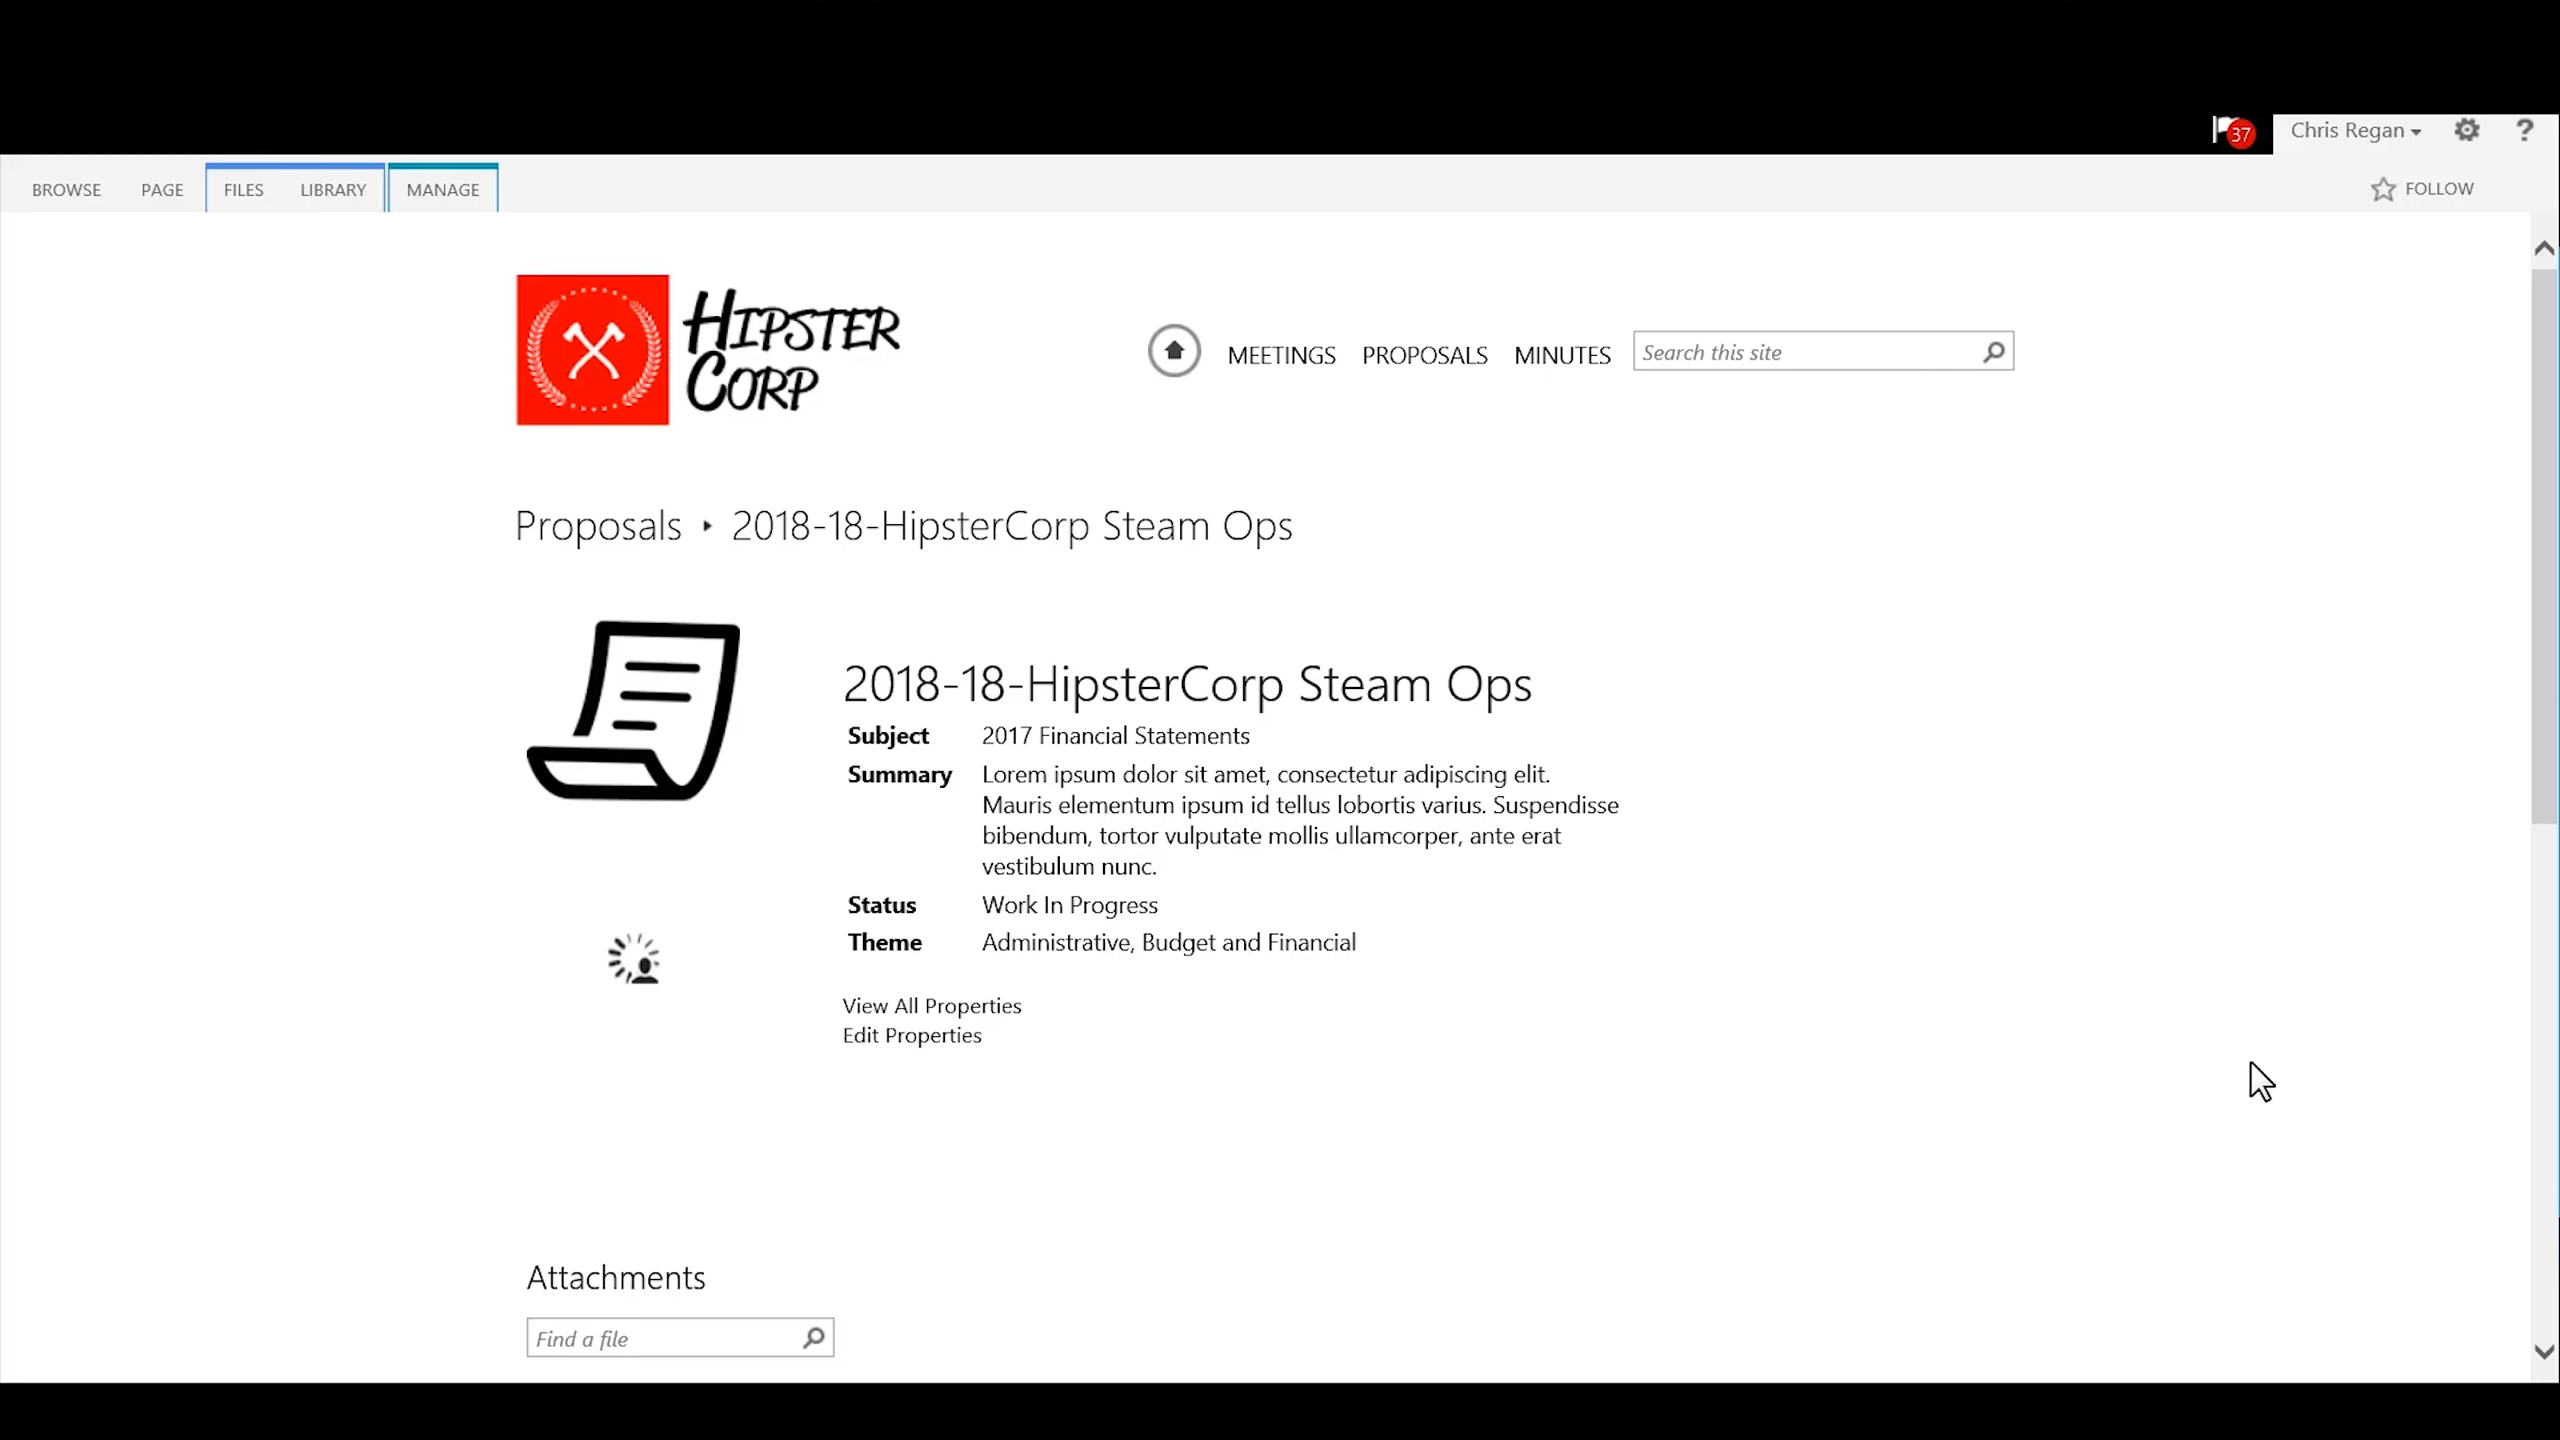 37
Chris Regan
?
BROWSE
PAGE
FILES
LIBRARY
MANAGE
FOLLOW
HIPSTER
CORP
MEETINGS
PROPOSALS
MINUTES
Search this site
Proposals
2018-18-HipsterCorp Steam Ops
2018-18-HipsterCorp Steam Ops
Subject 2017 Financial Statements
Summary Lorem ipsum dolor sit amet, consectetur adipiscing elit.
Mauris elementum ipsum id tellus lobortis varius. Suspendisse
bibendum, tortor vulputate mollis ullamcorper, ante erat
vestibulum nunc.
Status Work In Progress
Theme Administrative, Budget and Financial
View All Properties
Edit Properties
Attachments
Find a file